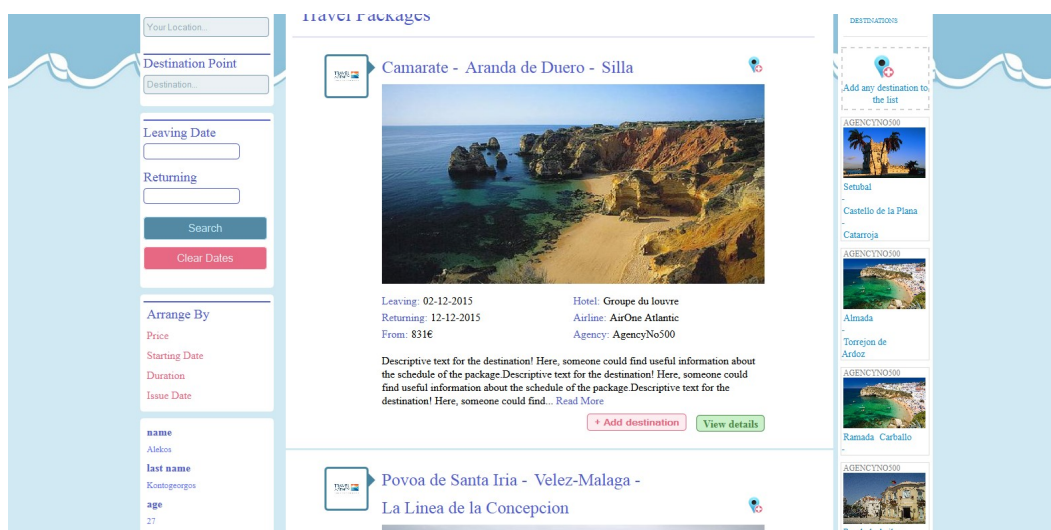 Your Location...
Destination Point
Destination...
Leaving Date
Returning
Search
Clear Dates
Arrange By
Price
Starting Date
Duration
Issue Date
name
Alekos
last name
Kontogeorgos
age
27
Travel Packages
Camarate - Aranda de Duero - Silla
Leaving: 02-12-2015
Returning: 12-12-2015
From: 831€
Hotel: Groupe du louvre
Airline: AirOne Atlantic
Agency: AgencyNo500
Descriptive text for the destination! Here, someone could find useful information about
the schedule of the package.Descriptive text for the destination! Here, someone could
find useful information about the schedule of the package.Descriptive text for the
destination! Here, someone could find... Read More
+ Add destination
View details
Povoa de Santa Iria - Velez-Malaga -
La Linea de la Concepcion
DESTINATIONS
Add any destination to
the list
AGENCYNO500
Setubal
-
Castello de la Plana
-
Catarroja
AGENCYNO500
Almada
-
Torrejon de
Ardoz
AGENCYNO500
Ramada Carballo
-
AGENCYNO500